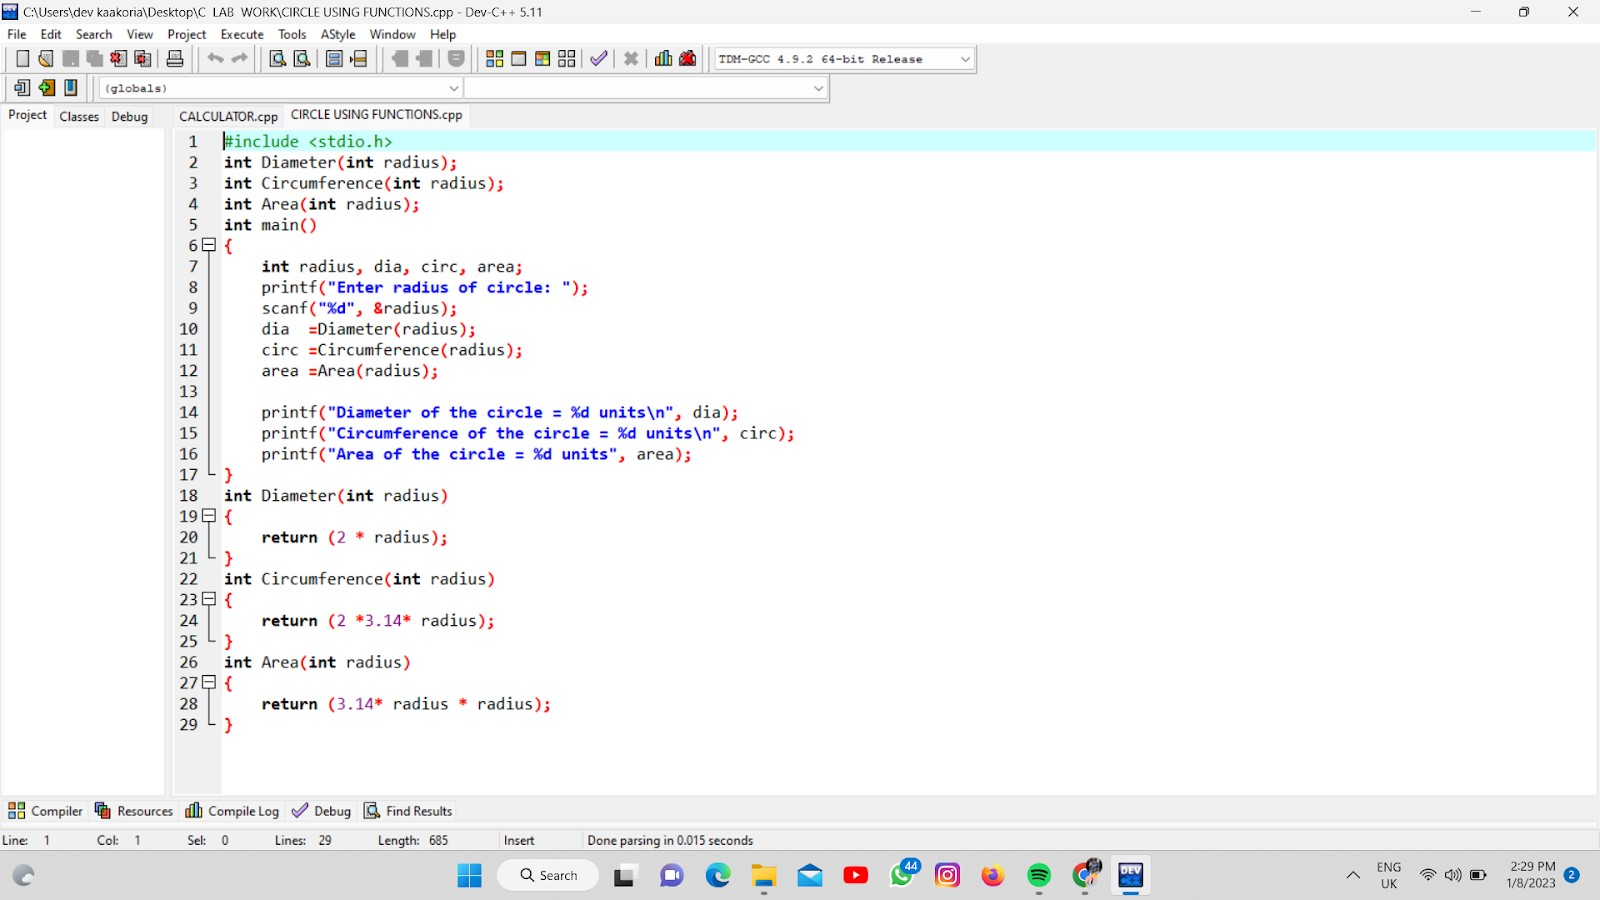 C:\Users\dev kaakoria\Desktop\C LAB WORK\CIRCLE USING FUNCTIONS.cpp - Dev-C++ 5.11
File Edit Search View Project Execute Tools AStyle Window Help
TDM-GCC 4.9.2 64-bit Release
(globals)
Project Classes Debug CALCULATOR.cpp CIRCLE USING FUNCTIONS.cpp
1 #include <stdio.h>
2 int Diameter(int radius);
3 int Circumference(int radius);
4 int Area(int radius);
5 int main()
6 {
7 int radius, dia, circ, area;
8 printf("Enter radius of circle: ");
9 scanf("%d", &radius);
10 dia  =Diameter(radius);
11 circ =Circumference(radius);
12 area =Area(radius);
13
14 printf("Diameter of the circle = %d units\n", dia);
15 printf("Circumference of the circle = %d units\n", circ);
16 printf("Area of the circle = %d units", area);
17 }
18 int Diameter(int radius)
19 {
20 return (2 * radius);
21 }
22 int Circumference(int radius)
23 {
24 return (2 *3.14* radius);
25 }
26 int Area(int radius)
27 {
28 return (3.14* radius * radius);
29 }
Compiler Resources Compile Log Debug Find Results
Line: 1 Col: 1 Sel: 0 Lines: 29 Length: 685 Insert Done parsing in 0.015 seconds
Search 44 DEV ENG UK 2:29 PM 1/8/2023 2